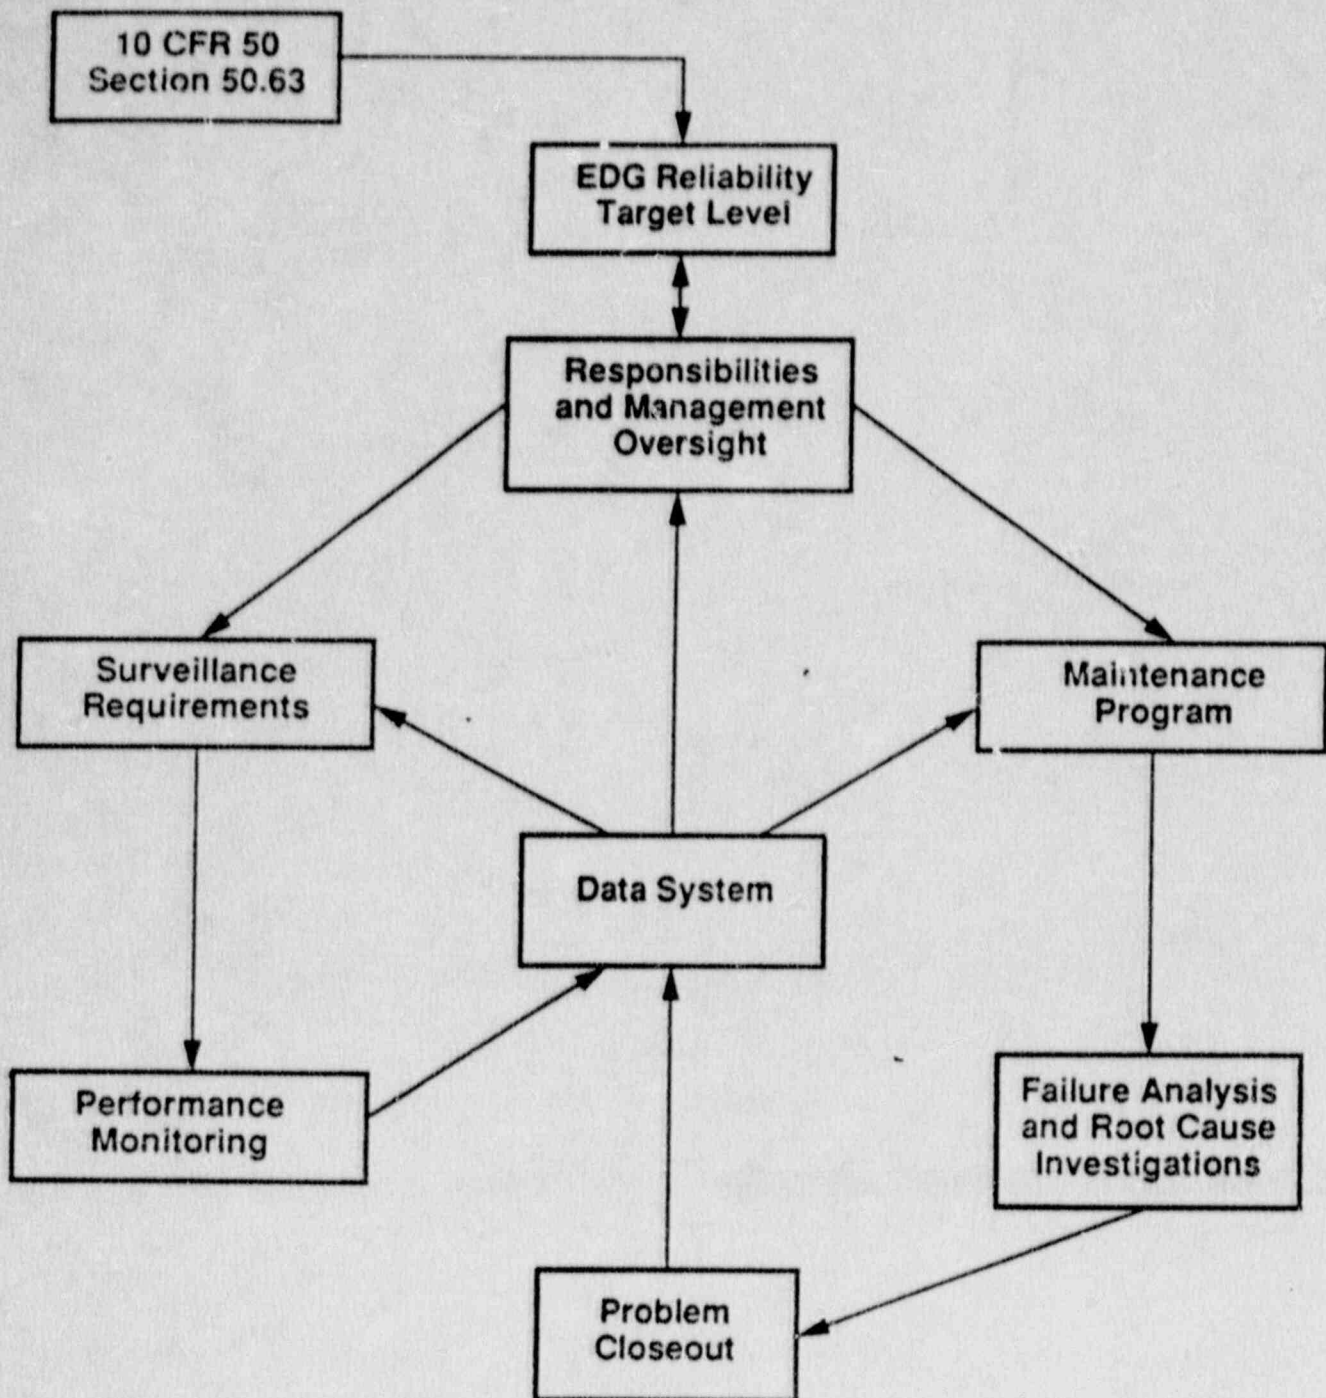 10 CFR 50
Section 50.63
EDG Reliability
Target Level
Responsibilities
and Management
Oversight
Surveillance
Requirements
Maintenance
Program
Data System
Performance
Monitoring
Failure Analysis
and Root Cause
Investigations
Problem
Closeout